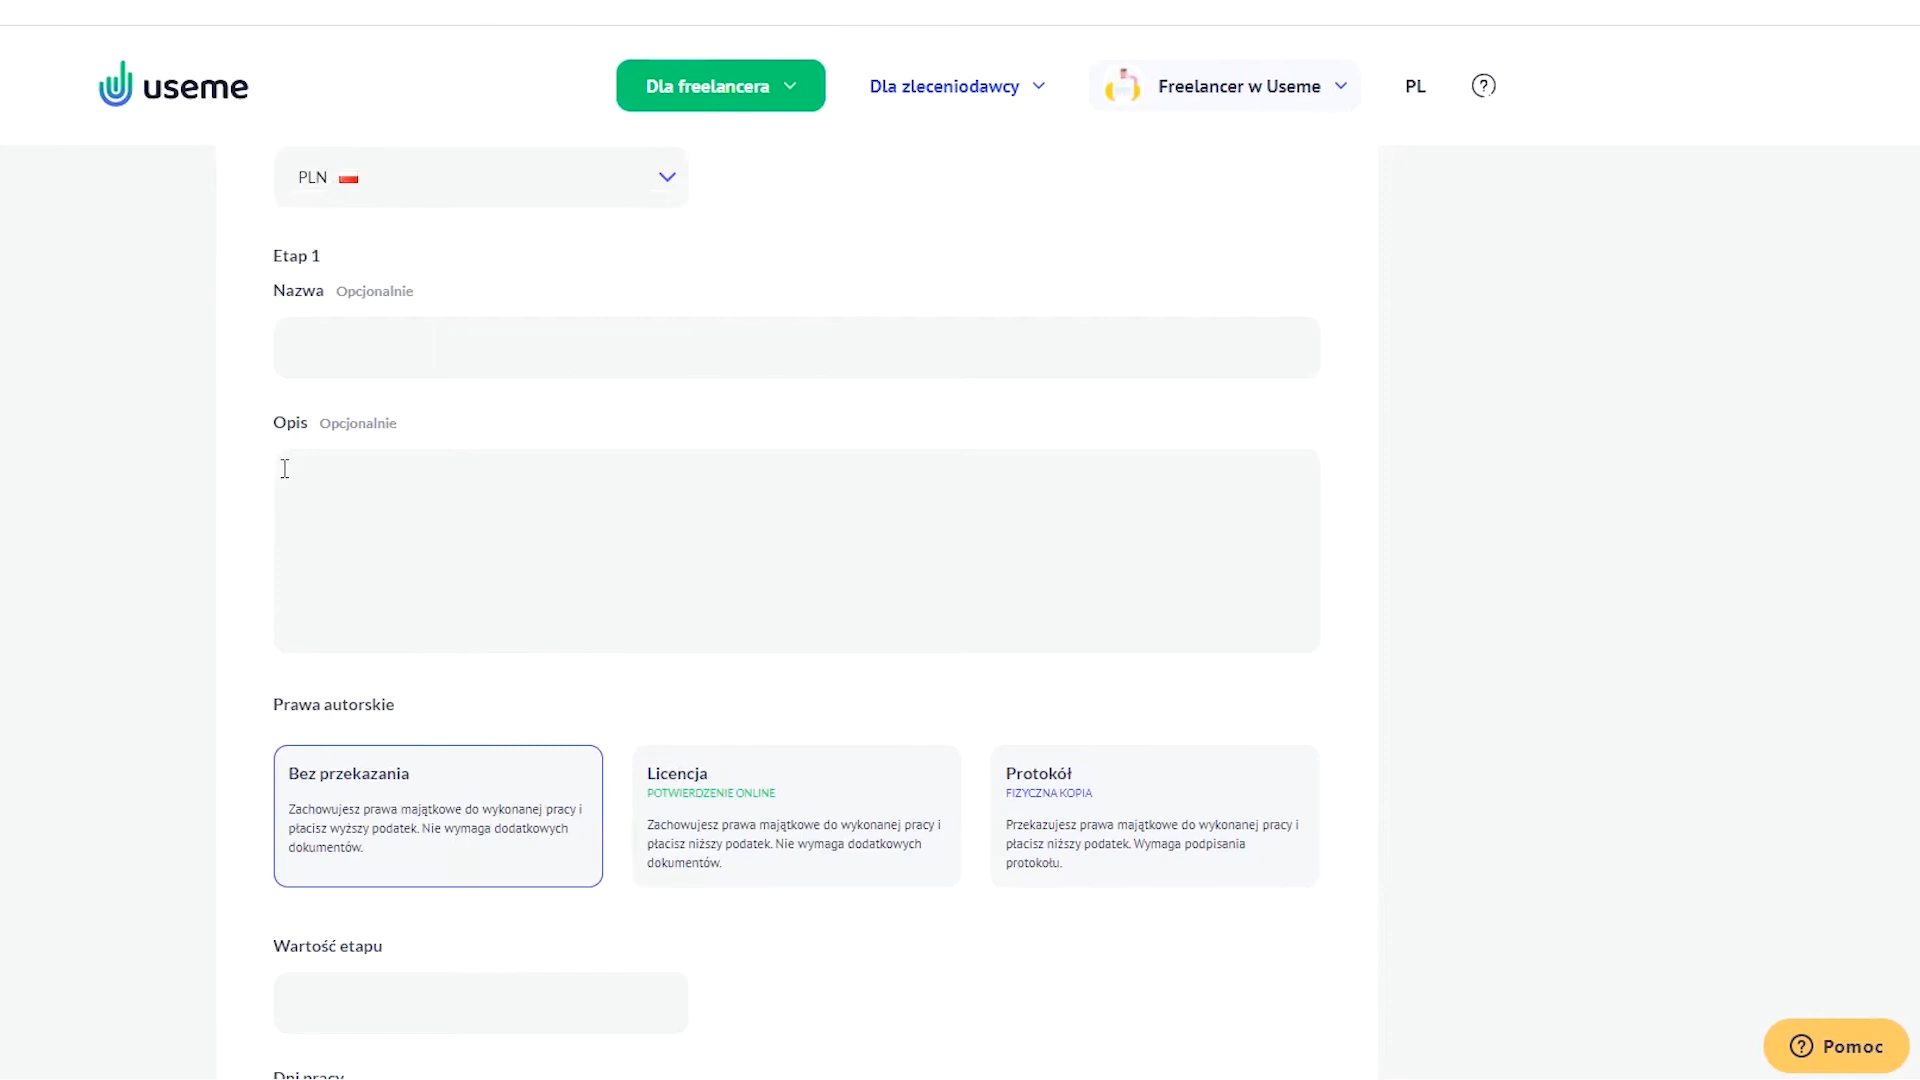 useme
Dla freelancera
Dla zleceniodawcy
Freelancer w Useme
PL
?
PLN
Etap 1
Nazwa Opcjonalnie
Opis Opcjonalnie
Prawa autorskie
Bez przekazania
Zachowujesz prawa majątkowe do wykonanej pracy i
płacisz wyższy podatek. Nie wymaga dodatkowych
dokumentów.
Licencja
POTWIERDZENIE ONLINE
Zachowujesz prawa majątkowe do wykonanej pracy i
płacisz niższy podatek. Nie wymaga dodatkowych
dokumentów.
Protokół
FIZYCZNA KOPIA
Przekazujesz prawa majątkowe do wykonanej pracy i
płacisz niższy podatek. Wymaga podpisania
protokołu.
Wartość etapu
Dni pracy
? Pomoc